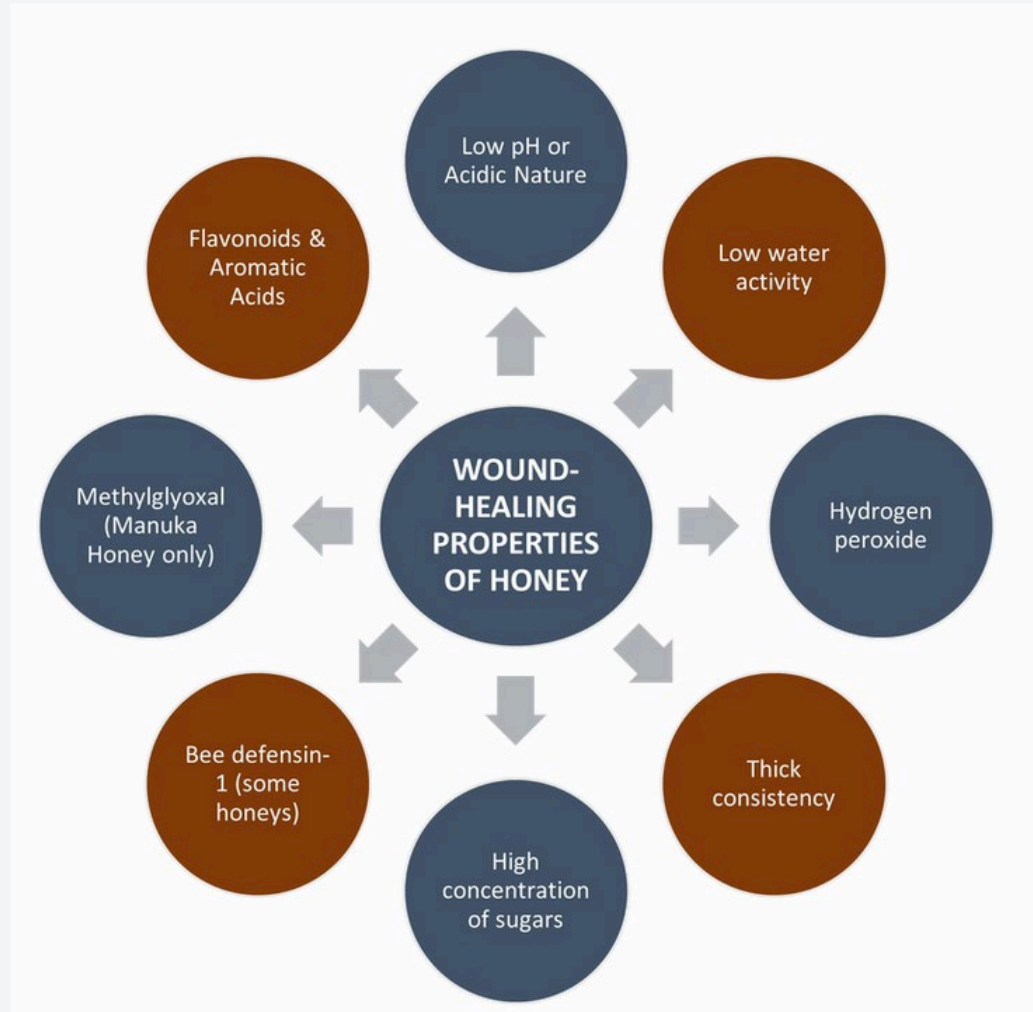 Low pH or
Acidic Nature
Low water
activity
Hydrogen
peroxide
Thick
consistency
High
concentration
of sugars
Bee defensin-
1 (some
honeys)
Methylglyoxal
(Manuka
Honey only)
Flavonoids &
Aromatic
Acids
WOUND-
HEALING
PROPERTIES
OF HONEY